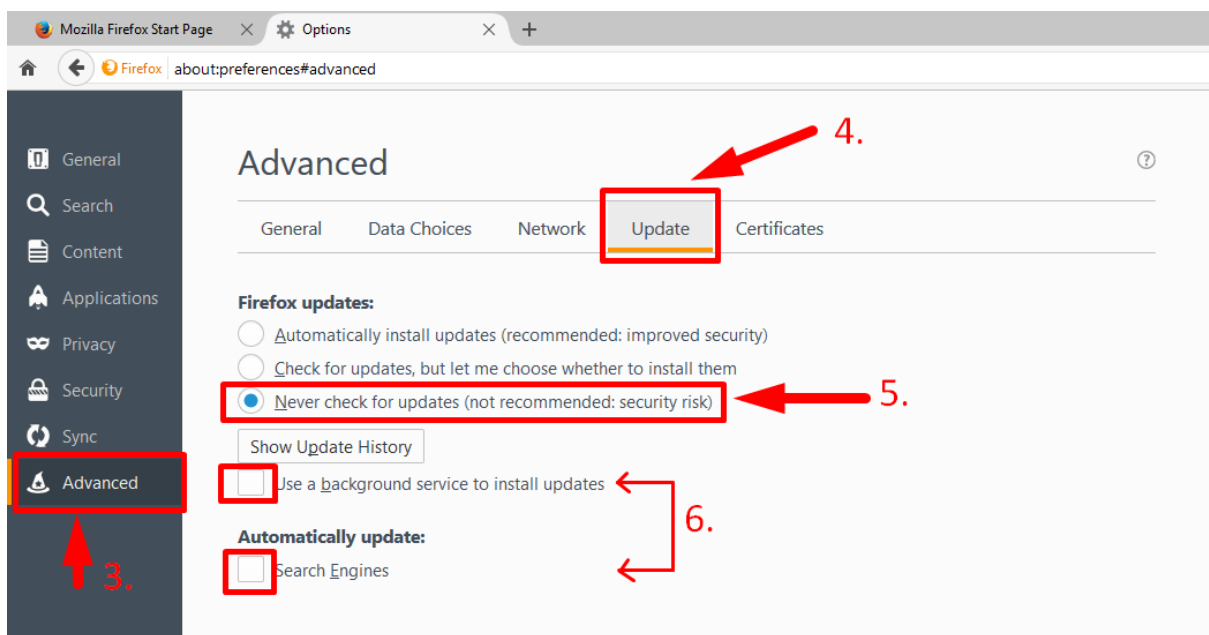 Mozilla Firefox Start Page
Options
Firefox about:preferences#advanced
General
Search
Content
Applications
Privacy
Security
Sync
Advanced
3.
Advanced
4.
General Data Choices Network Update Certificates
Firefox updates:
Automatically install updates (recommended: improved security)
Check for updates, but let me choose whether to install them
Never check for updates (not recommended: security risk)
5.
Show Update History
Use a background service to install updates
6.
Automatically update:
Search Engines